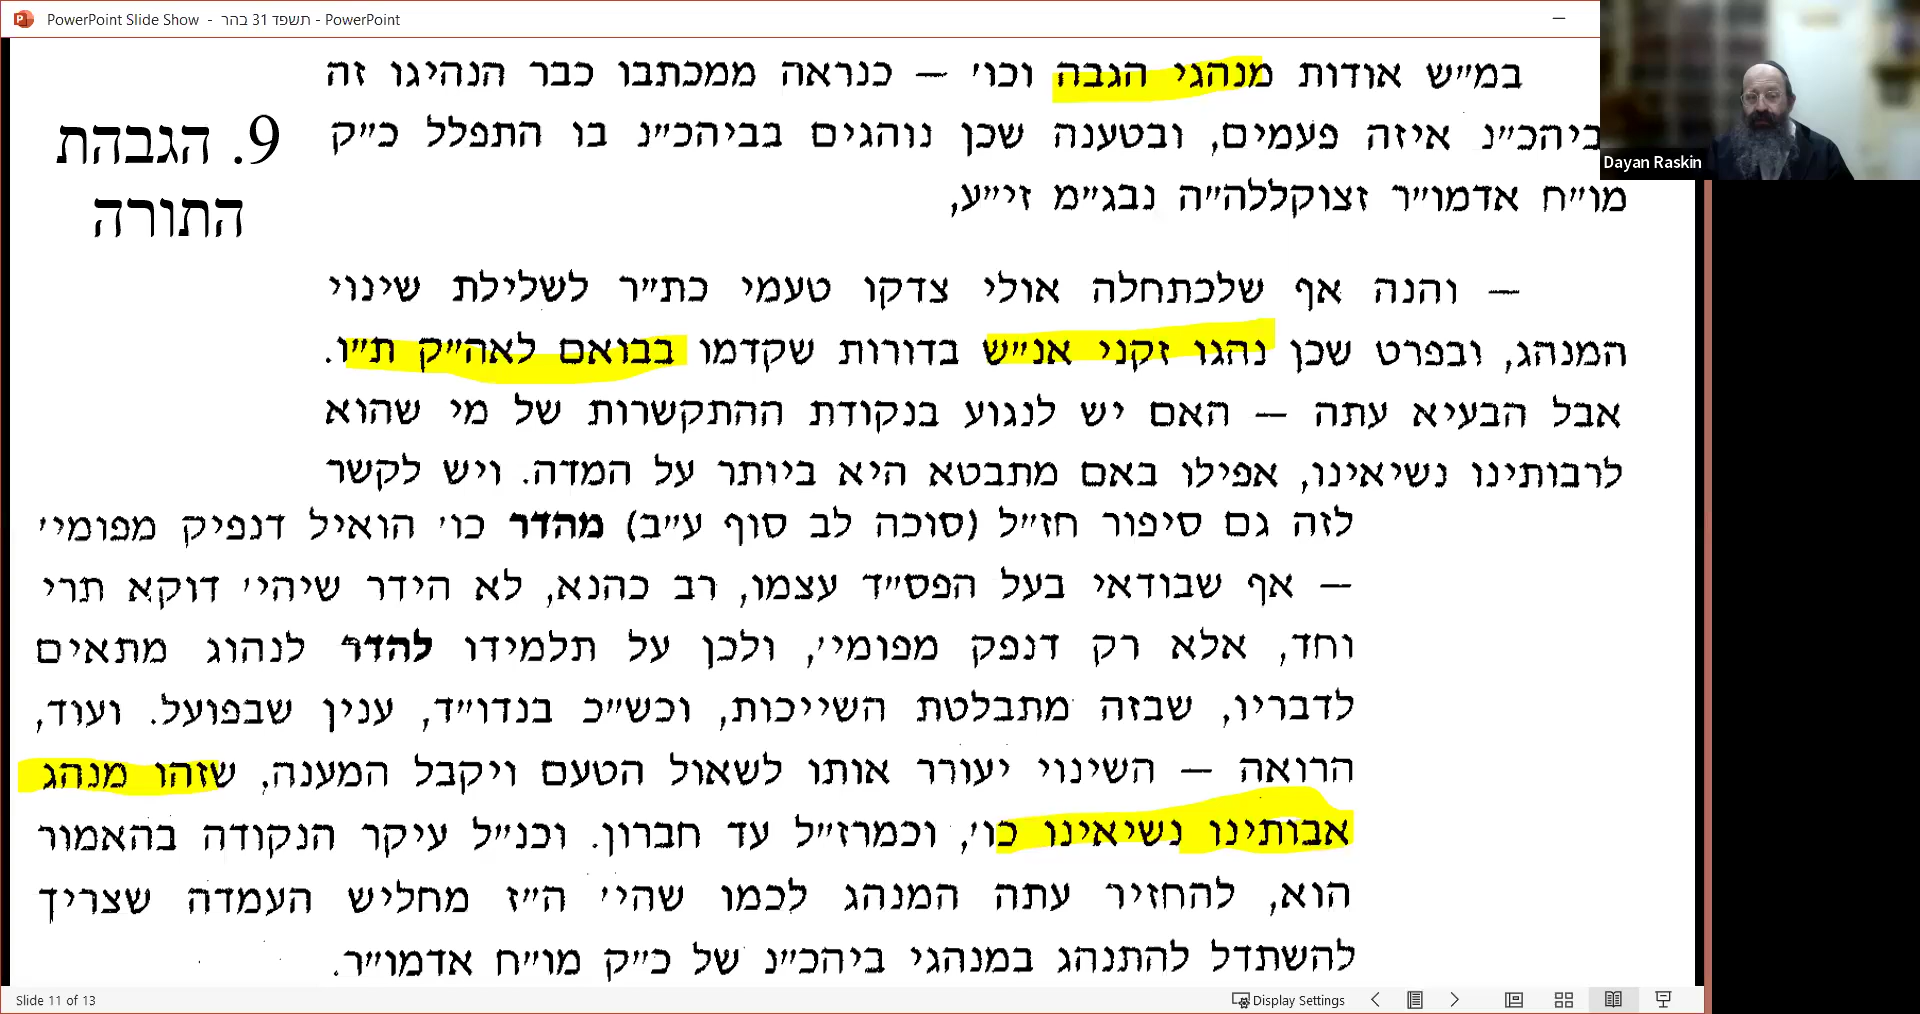 PowerPoint Slide Show - תשפד 31 בהר - PowerPoint
Dayan Raskin
9. הגבהת
התורה
במ״ש אודות מנהגי הגבה וכו׳ — כנראה ממכתבו כבר הנהיגו זה
ביהכ״נ איזה פעמים, ובטענה שכן נוהגים בביהכ״נ בו התפלל כ״ק
מו״ח אדמו״ר זצוקללה״ה נבג״מ זי״ע,
— והנה אף שלכתחלה אולי צדקו טעמי כת״ר לשלילת שינוי
המנהג, ובפרט שכן נהגו זקני אנ״ש בדורות שקדמו בבואם לאה״ק ת״ו.
אבל הבעיא עתה — האם יש לנגוע בנקודת ההתקשרות של מי שהוא
לרבותינו נשיאינו, אפילו באם מתבטא היא ביותר על המדה. ויש לקשר
לזה גם סיפור חז״ל (סוכה לב סוף ע״ב) מהדר כו׳ הואיל דנפיק מפומי׳
— אף שבודאי בעל הפס״ד עצמו, רב כהנא, לא הידר שיהי׳ דוקא תרי
וחד, אלא רק דנפק מפומי׳, ולכן על תלמידו להדר לנהוג מתאים
לדבריו, שבזה מתבלטת השייכות, וכש״כ בנדו״ד, ענין שבפועל. ועוד,
הרואה — השינוי יעורר אותו לשאול הטעם ויקבל המענה, שזהו מנהג
אבותינו נשיאינו כו׳, וכמרז״ל עד חברון. וכנ״ל עיקר הנקודה בהאמור
הוא, להחזיר עתה המנהג לכמו שהי׳ ה״ז מחליש העמדה שצריך
להשתדל להתנהג במנהגי ביהכ״נ של כ״ק מו״ח אדמו״ר.
Slide 11 of 13
Display Settings